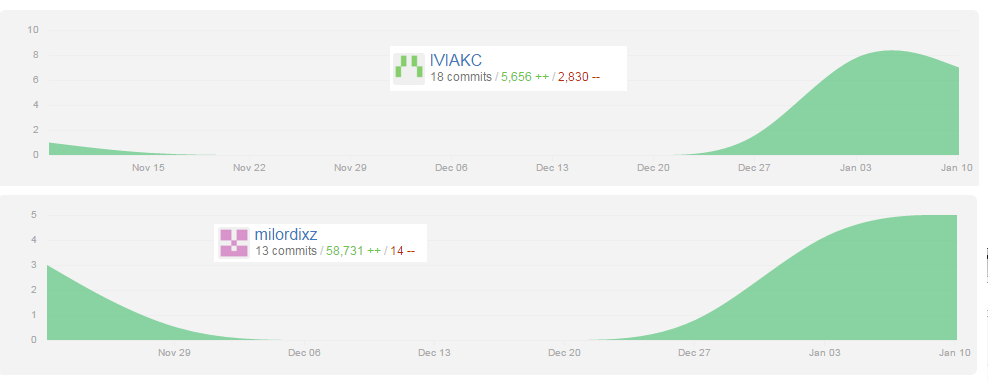 10
8
6
4
2
0
IVIAKC
18 commits / 5,656 ++ / 2,830 --
Nov 15 Nov 22 Nov 29 Dec 06 Dec 13 Dec 20 Dec 27 Jan 03 Jan 10
5
4
3
2
1
0
milordixz
13 commits / 58,731 ++ / 14 --
Nov 29 Dec 06 Dec 13 Dec 20 Dec 27 Jan 03 Jan 10